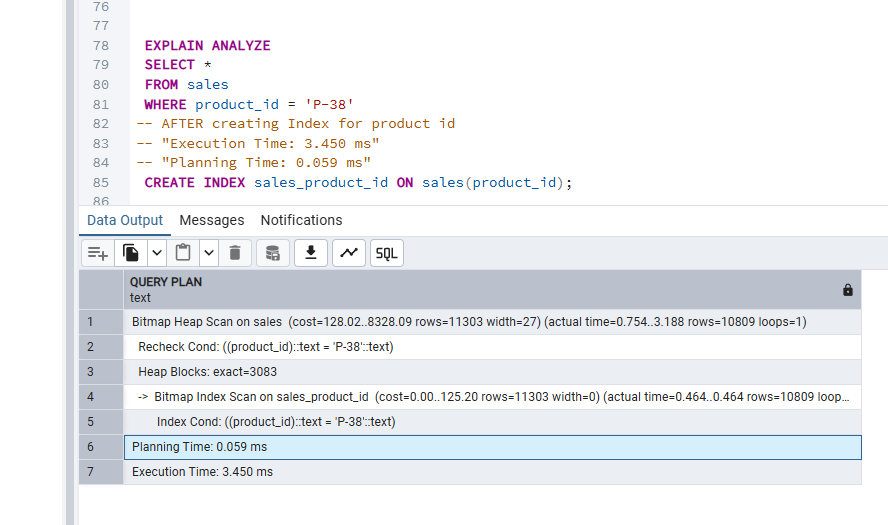 76
77
78 EXPLAIN ANALYZE
79 SELECT *
80 FROM sales
81 WHERE product_id = 'P-38'
82 -- AFTER creating Index for product id
83 -- "Execution Time: 3.450 ms"
84 -- "Planning Time: 0.059 ms"
85 CREATE INDEX sales_product_id ON sales(product_id);
86
Data Output Messages Notifications
SQL
QUERY PLAN
text
1 Bitmap Heap Scan on sales (cost=128.02..8328.09 rows=11303 width=27) (actual time=0.754..3.188 rows=10809 loops=1)
2 Recheck Cond: ((product_id)::text = 'P-38'::text)
3 Heap Blocks: exact=3083
4 -> Bitmap Index Scan on sales_product_id (cost=0.00..125.20 rows=11303 width=0) (actual time=0.464..0.464 rows=10809 loop...
5 Index Cond: ((product_id)::text = 'P-38'::text)
6 Planning Time: 0.059 ms
7 Execution Time: 3.450 ms